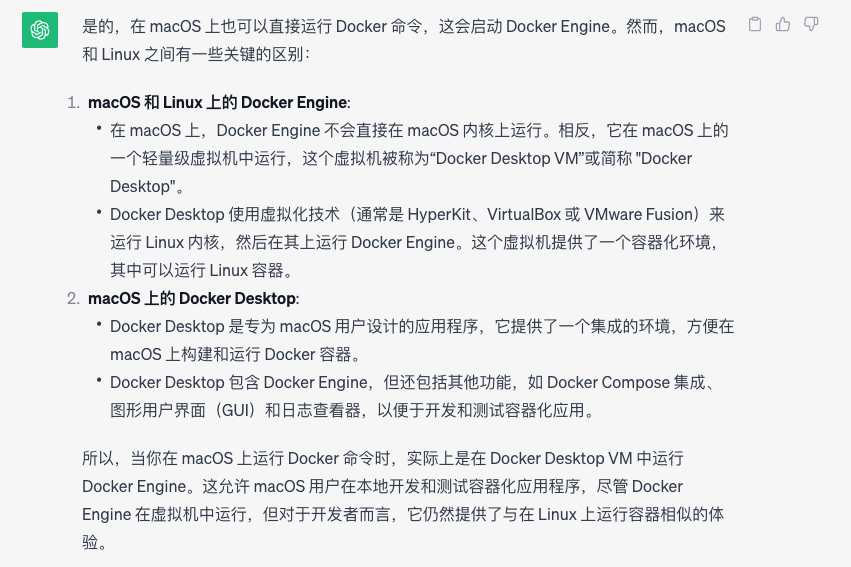 是的，在 macOS 上也可以直接运行 Docker 命令，这会启动 Docker Engine。然而，macOS
和 Linux 之间有一些关键的区别：
1. macOS 和 Linux 上的 Docker Engine:
• 在 macOS 上，Docker Engine 不会直接在 macOS 内核上运行。相反，它在 macOS 上的
一个轻量级虚拟机中运行，这个虚拟机被称为“Docker Desktop VM”或简称 "Docker
Desktop"。
• Docker Desktop 使用虚拟化技术（通常是 HyperKit、VirtualBox 或 VMware Fusion）来
运行 Linux 内核，然后在其上运行 Docker Engine。这个虚拟机提供了一个容器化环境，
其中可以运行 Linux 容器。
2. macOS 上的 Docker Desktop:
• Docker Desktop 是专为 macOS 用户设计的应用程序，它提供了一个集成的环境，方便在
macOS 上构建和运行 Docker 容器。
• Docker Desktop 包含 Docker Engine，但还包括其他功能，如 Docker Compose 集成、
图形用户界面（GUI）和日志查看器，以便于开发和测试容器化应用。
所以，当你在 macOS 上运行 Docker 命令时，实际上是在 Docker Desktop VM 中运行
Docker Engine。这允许 macOS 用户在本地开发和测试容器化应用程序，尽管 Docker
Engine 在虚拟机中运行，但对于开发者而言，它仍然提供了与在 Linux 上运行容器相似的体
验。